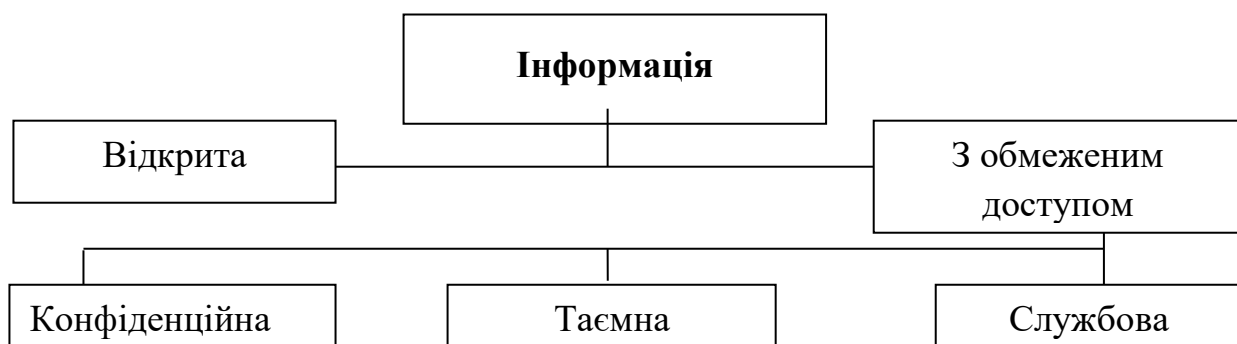 Інформація
Відкрита
З обмеженим
доступом
Конфіденційна
Таємна
Службова